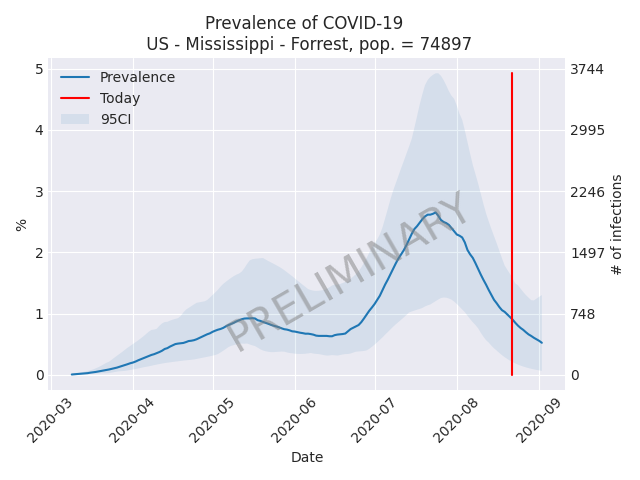 Prevalence of COVID-19
US - Mississippi - Forrest, pop. = 74897
Prevalence
Today
95CI
5
4
3
2
1
0
%
3744
2995
2246
1497
748
0
# of infections
PRELIMINARY
2020-03
2020-04
2020-05
2020-06
2020-07
2020-08
2020-09
Date